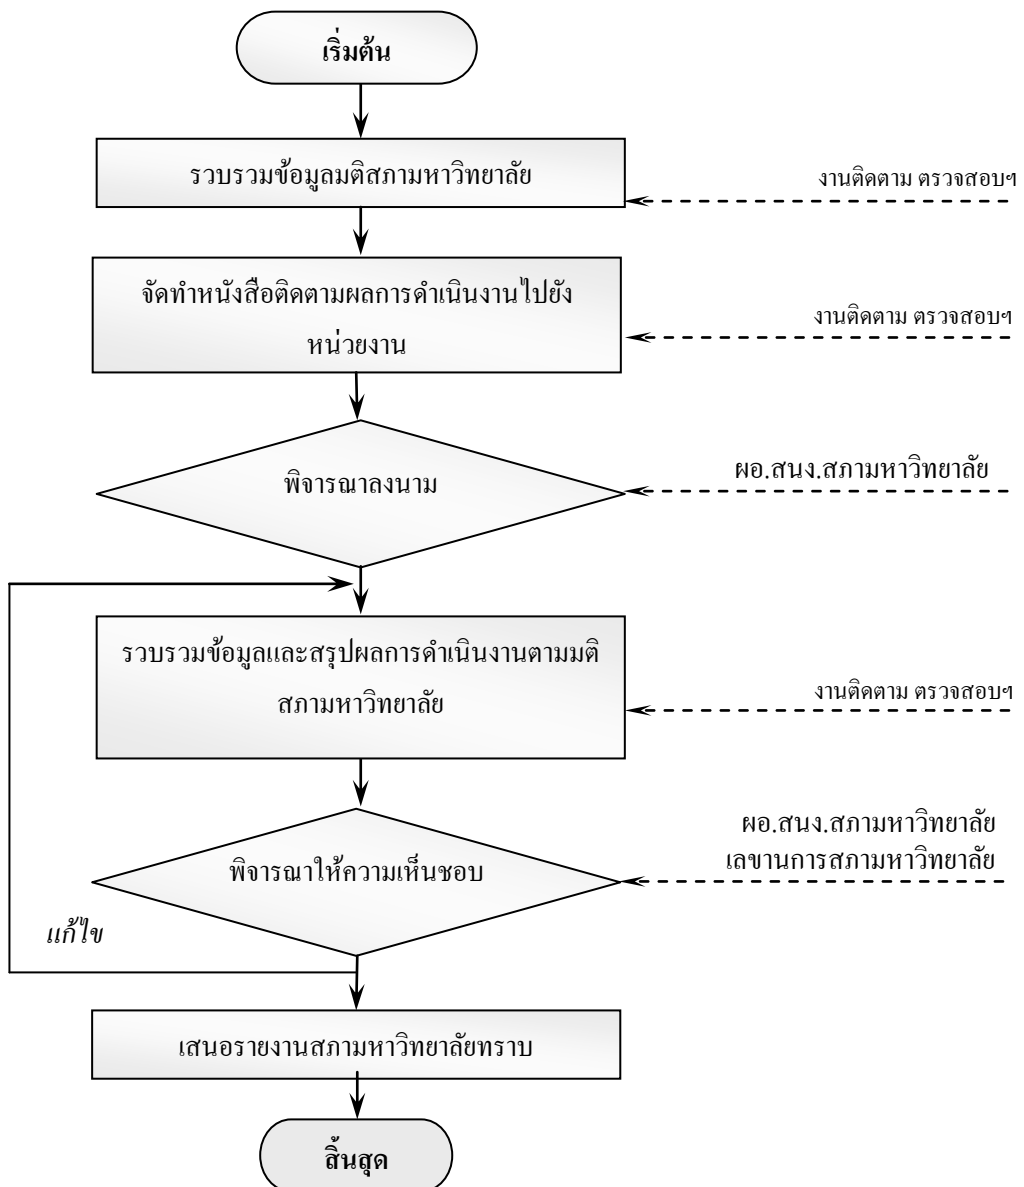 เริ่มต้น
รวบรวมข้อมูลมติสภามหาวิทยาลัย
งานติดตาม ตรวจสอบฯ
จัดทำหนังสือติดตามผลการดำเนินงานไปยัง
หน่วยงาน
งานติดตาม ตรวจสอบฯ
พิจารณาลงนาม
ผอ.สนง.สภามหาวิทยาลัย
รวบรวมข้อมูลและสรุปผลการดำเนินงานตามมติ
สภามหาวิทยาลัย
งานติดตาม ตรวจสอบฯ
พิจารณาให้ความเห็นชอบ
ผอ.สนง.สภามหาวิทยาลัย
เลขานการสภามหาวิทยาลัย
แก้ไข
เสนอรายงานสภามหาวิทยาลัยทราบ
สิ้นสุด